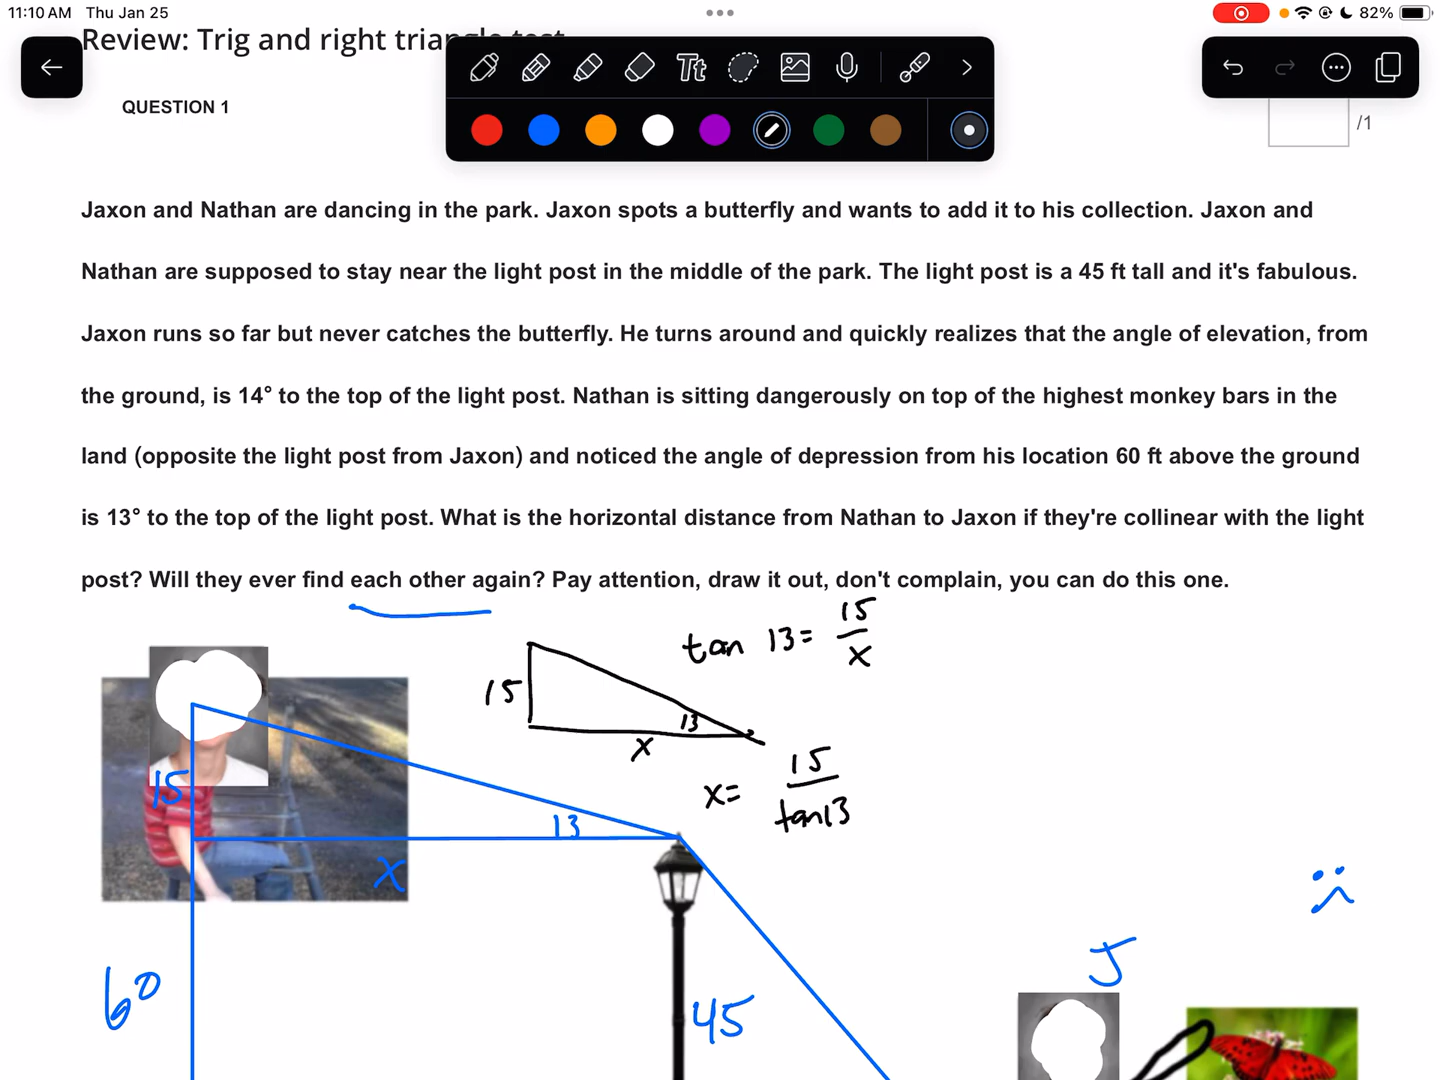 11:10 AM Thu Jan 25
82%
Review: Trig and right triangle test
Tt
QUESTION 1
/1
Jaxon and Nathan are dancing in the park. Jaxon spots a butterfly and wants to add it to his collection. Jaxon and
Nathan are supposed to stay near the light post in the middle of the park. The light post is a 45 ft tall and it's fabulous.
Jaxon runs so far but never catches the butterfly. He turns around and quickly realizes that the angle of elevation, from
the ground, is 14° to the top of the light post. Nathan is sitting dangerously on top of the highest monkey bars in the
land (opposite the light post from Jaxon) and noticed the angle of depression from his location 60 ft above the ground
is 13° to the top of the light post. What is the horizontal distance from Nathan to Jaxon if they're collinear with the light
post? Will they ever find each other again? Pay attention, draw it out, don't complain, you can do this one.
tan 13 = 15/x
15
13
x
x = 15/tan13
15
13
x
J
60
45